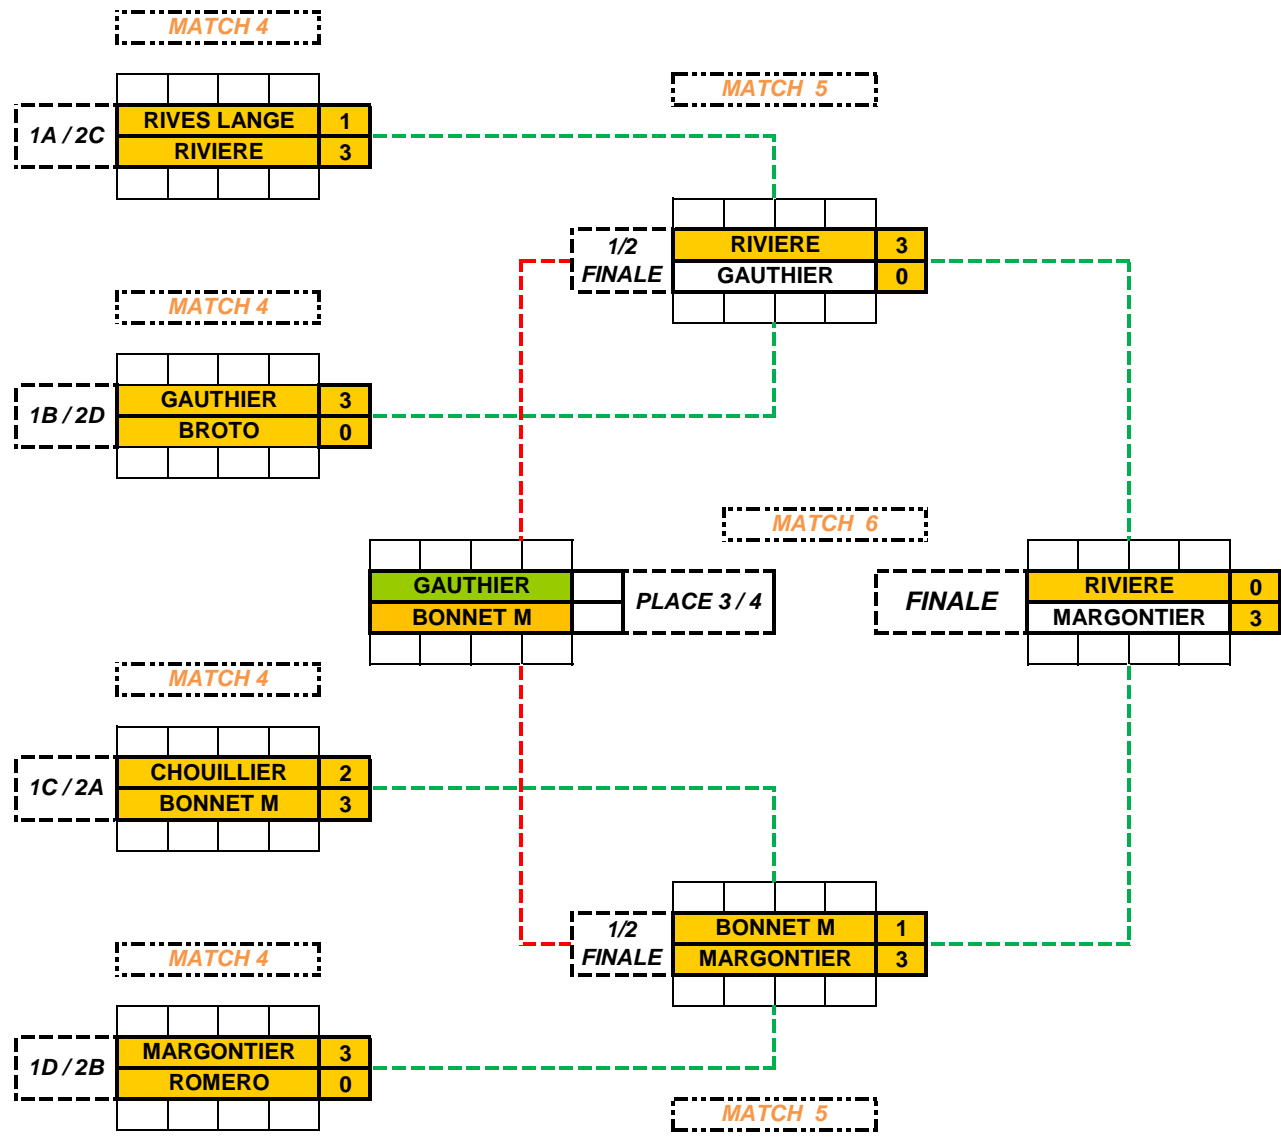 MATCH 4
MATCH  5
1A / 2C
RIVES LANGE 1
RIVIERE 3
1/2
FINALE
RIVIERE 3
GAUTHIER 0
MATCH 4
1B / 2D
GAUTHIER 3
BROTO 0
MATCH  6
GAUTHIER
BONNET M
PLACE 3 / 4
FINALE
RIVIERE 0
MARGONTIER 3
MATCH 4
1C / 2A
CHOUILLIER 2
BONNET M 3
1/2
FINALE
BONNET M 1
MARGONTIER 3
MATCH 4
1D / 2B
MARGONTIER 3
ROMERO 0
MATCH  5